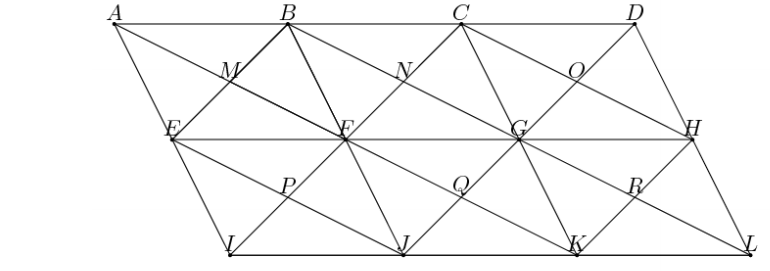 A B C D
M N O
E F G H
P Q R
I J K L